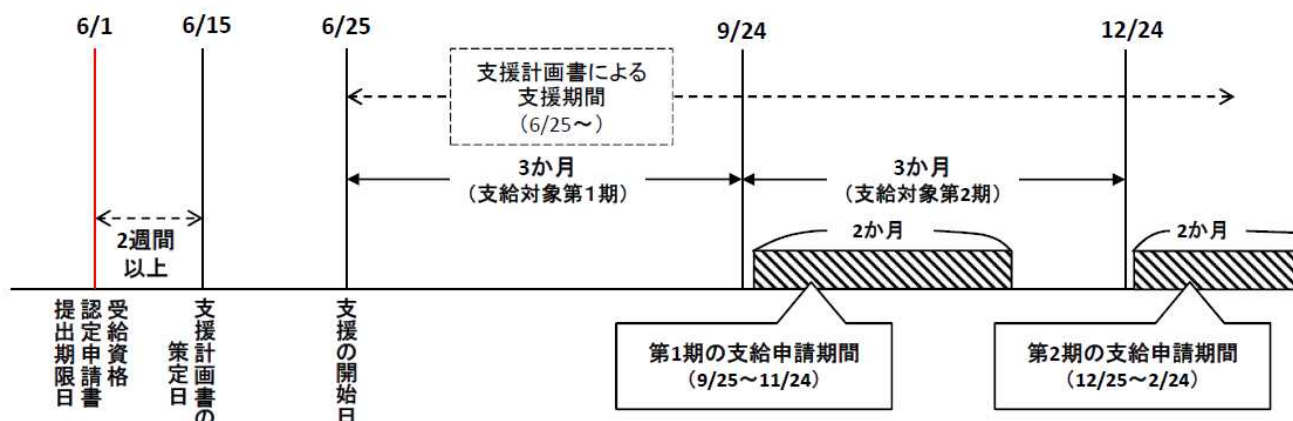 6/1
6/15
6/25
9/24
12/24
支援計画書による
支援期間
（6/25～）
3か月
（支給対象第1期）
3か月
（支給対象第2期）
2週間
以上
2か月
2か月
受給資格
認定申請書
提出期限日
支援計画書の
策定日
支援の開始日
第1期の支給申請期間
（9/25～11/24）
第2期の支給申請期間
（12/25～2/24）